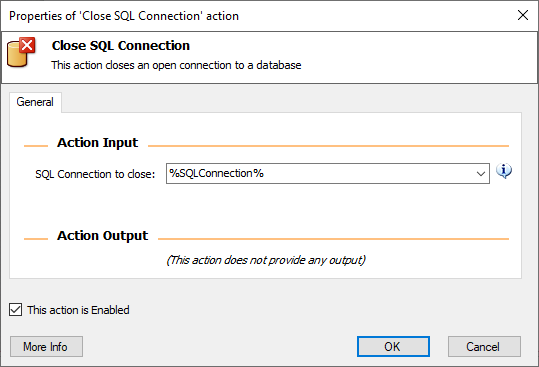 Properties of 'Close SQL Connection' action
Close SQL Connection
This action closes an open connection to a database
General
Action Input
SQL Connection to close: %SQLConnection%
Action Output
(This action does not provide any output)
This action is Enabled
More Info OK Cancel